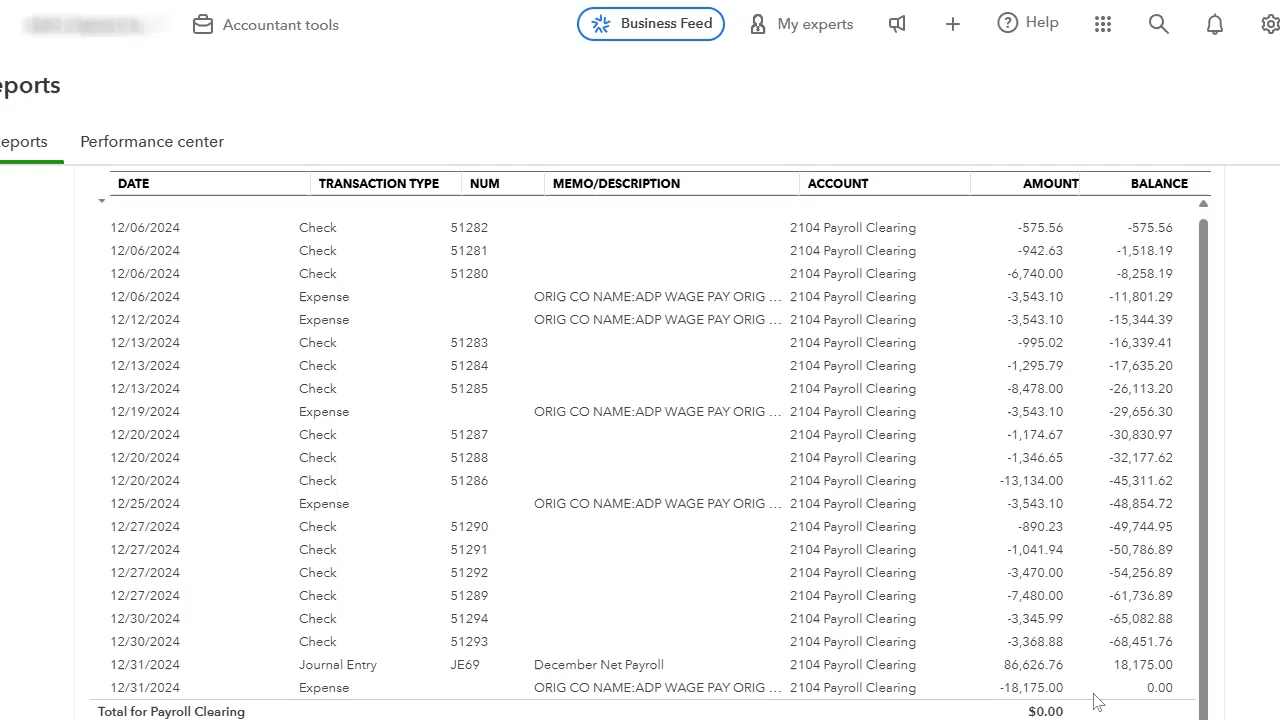 Accountant tools Business Feed My experts Help
eports
eports Performance center
DATE TRANSACTION TYPE NUM MEMO/DESCRIPTION ACCOUNT AMOUNT BALANCE
12/06/2024 Check 51282 2104 Payroll Clearing -575.56 -575.56
12/06/2024 Check 51281 2104 Payroll Clearing -942.63 -1,518.19
12/06/2024 Check 51280 2104 Payroll Clearing -6,740.00 -8,258.19
12/06/2024 Expense ORIG CO NAME:ADP WAGE PAY ORIG ... 2104 Payroll Clearing -3,543.10 -11,801.29
12/12/2024 Expense ORIG CO NAME:ADP WAGE PAY ORIG ... 2104 Payroll Clearing -3,543.10 -15,344.39
12/13/2024 Check 51283 2104 Payroll Clearing -995.02 -16,339.41
12/13/2024 Check 51284 2104 Payroll Clearing -1,295.79 -17,635.20
12/13/2024 Check 51285 2104 Payroll Clearing -8,478.00 -26,113.20
12/19/2024 Expense ORIG CO NAME:ADP WAGE PAY ORIG ... 2104 Payroll Clearing -3,543.10 -29,656.30
12/20/2024 Check 51287 2104 Payroll Clearing -1,174.67 -30,830.97
12/20/2024 Check 51288 2104 Payroll Clearing -1,346.65 -32,177.62
12/20/2024 Check 51286 2104 Payroll Clearing -13,134.00 -45,311.62
12/25/2024 Expense ORIG CO NAME:ADP WAGE PAY ORIG ... 2104 Payroll Clearing -3,543.10 -48,854.72
12/27/2024 Check 51290 2104 Payroll Clearing -890.23 -49,744.95
12/27/2024 Check 51291 2104 Payroll Clearing -1,041.94 -50,786.89
12/27/2024 Check 51292 2104 Payroll Clearing -3,470.00 -54,256.89
12/27/2024 Check 51289 2104 Payroll Clearing -7,480.00 -61,736.89
12/30/2024 Check 51294 2104 Payroll Clearing -3,345.99 -65,082.88
12/30/2024 Check 51293 2104 Payroll Clearing -3,368.88 -68,451.76
12/31/2024 Journal Entry JE69 December Net Payroll 2104 Payroll Clearing 86,626.76 18,175.00
12/31/2024 Expense ORIG CO NAME:ADP WAGE PAY ORIG ... 2104 Payroll Clearing -18,175.00 0.00
Total for Payroll Clearing $0.00